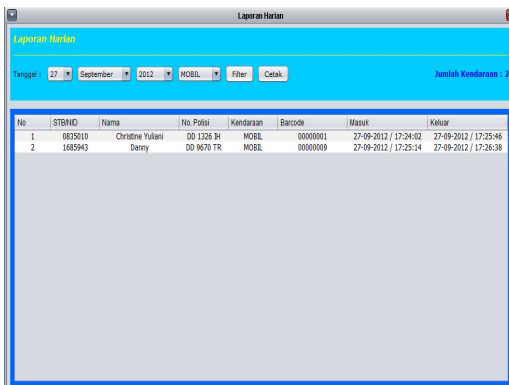 Laporan Harian
Laporan Harian
Tanggal : 27 September 2012 MOBIL Filter Cetak Jumlah Kendaraan : 2
No STB/NID Nama No. Polisi Kendaraan Barcode Masuk Keluar
1 0835010 Christine Yuliani DD 1326 IH MOBIL 00000001 27-09-2012 / 17:24:02 27-09-2012 / 17:25:46
2 1685943 Danny DD 9670 TR MOBIL 00000009 27-09-2012 / 17:25:14 27-09-2012 / 17:26:38